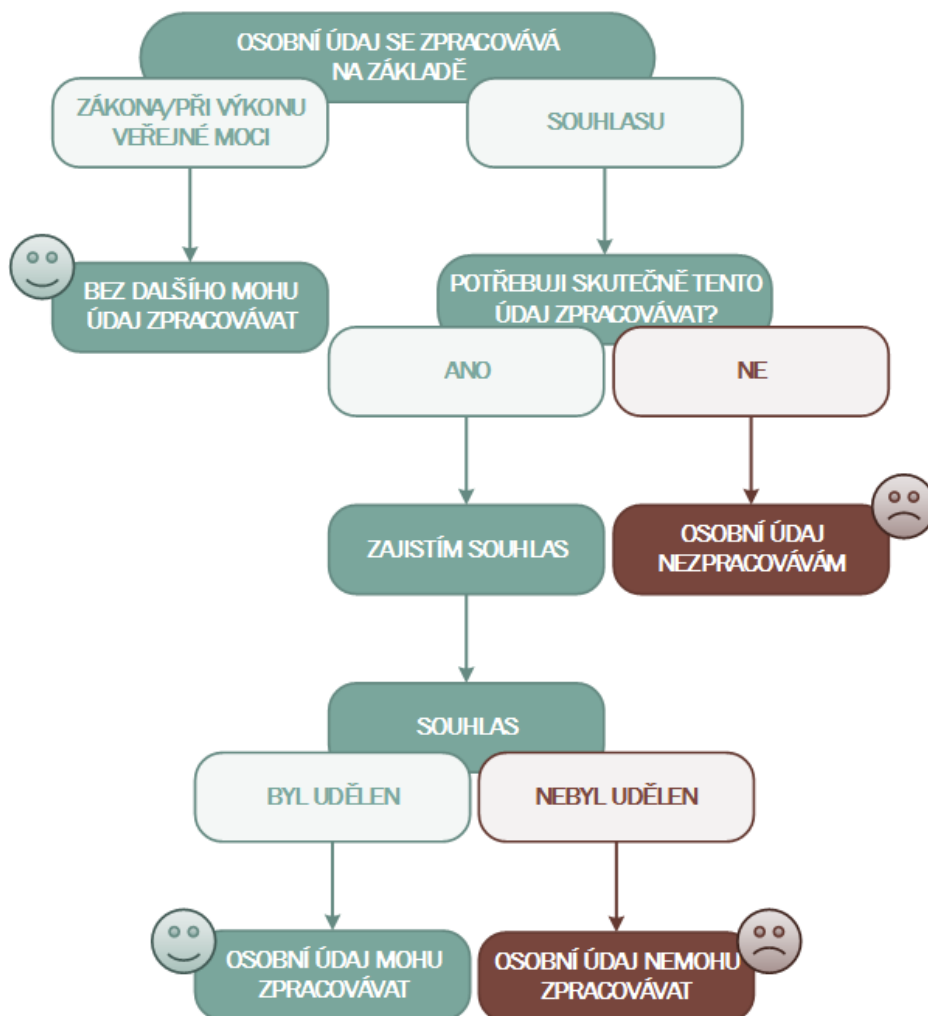 OSOBNÍ ÚDAJ SE ZPRACOVÁVÁ
NA ZÁKLADĚ
ZÁKONA/PŘI VÝKONU
VEŘEJNÉ MOCI
SOUHLASU
BEZ DALŠÍHO MOHU
ÚDAJ ZPRACOVÁVAT
POTŘEBUJI SKUTEČNĚ TENTO
ÚDAJ ZPRACOVÁVAT?
ANO
NE
ZAJISTÍM SOUHLAS
OSOBNÍ ÚDAJ
NEZPRACOVÁVÁM
SOUHLAS
BYL UDĚLEN
NEBYL UDĚLEN
OSOBNÍ ÚDAJ MOHU
ZPRACOVÁVAT
OSOBNÍ ÚDAJ NEMOHU
ZPRACOVÁVAT